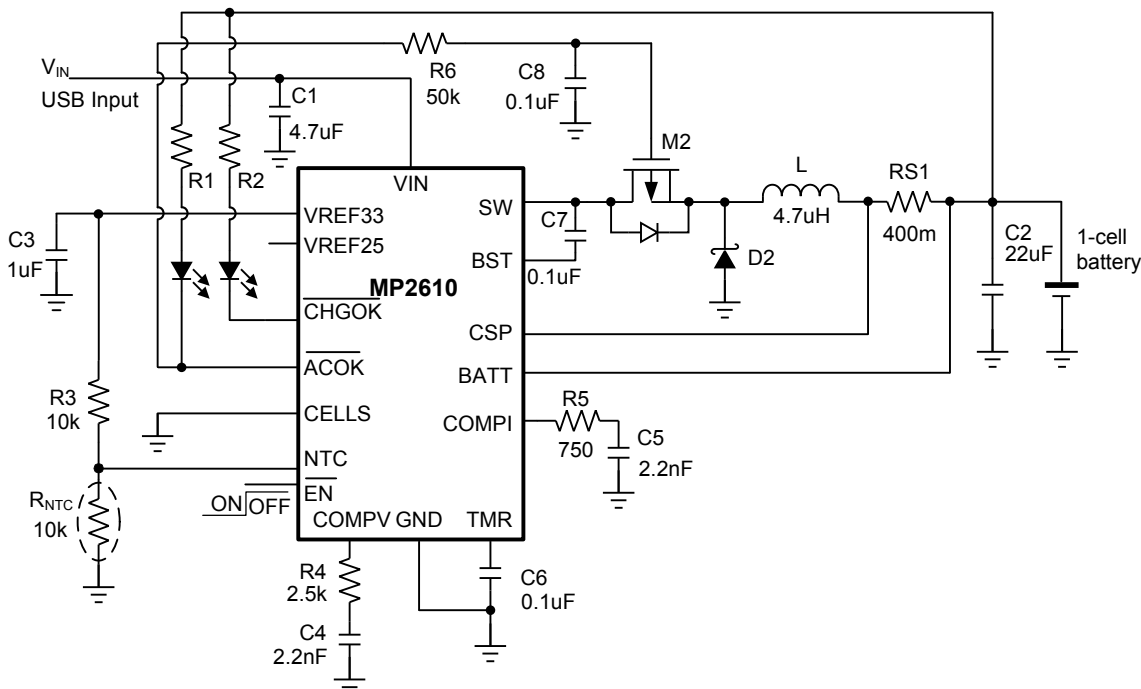 VIN
USB Input
R6
50k
C8
0.1uF
C1
4.7uF
M2
R1
R2
VIN
SW
L
4.7uH
RS1
400m
C7
0.1uF
VREF33
C3
1uF
VREF25
BST
D2
C2
22uF
1-cell
battery
MP2610
CHGOK
CSP
ACOK
BATT
R3
10k
CELLS
COMPI
R5
750
C5
2.2nF
NTC
RNTC
10k
EN
ON OFF
COMPV GND TMR
R4
2.5k
C6
0.1uF
C4
2.2nF